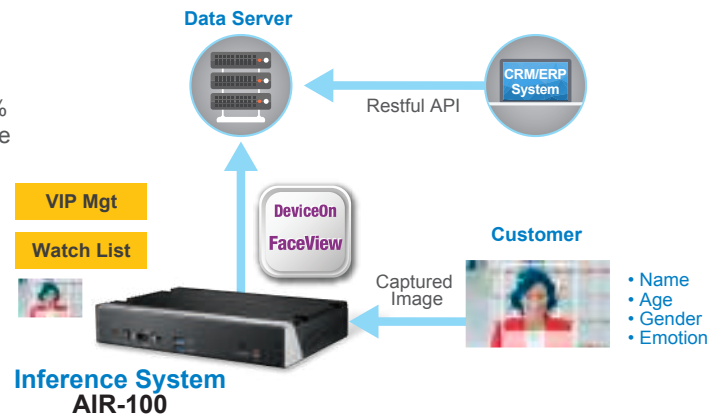 Data Server
CRM/ERP
System
Restful API
%
e
VIP Mgt
Watch List
DeviceOn
FaceView
Customer
Captured
Image
• Name
• Age
• Gender
• Emotion
Inference System
AIR-100